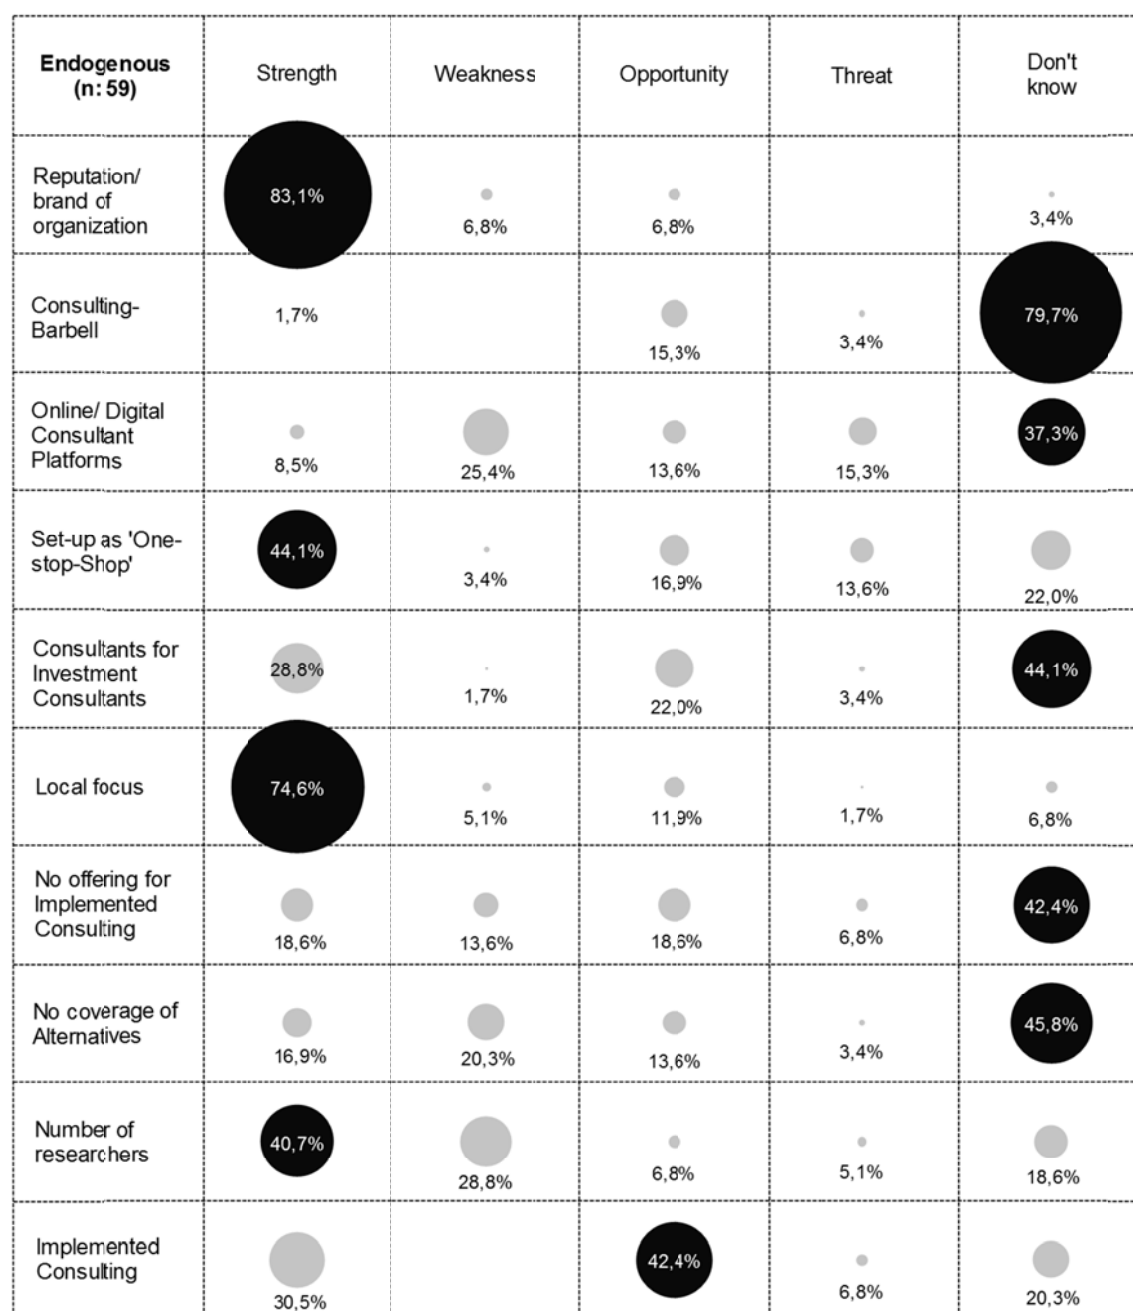 Endogenous
(n: 59)
Strength
Weakness
Opportunity
Threat
Don't
know
Reputation/
brand of
organization
83,1%
6,8%
6,8%
3,4%
Consulting-
Barbell
1,7%
15,3%
3,4%
79,7%
Online/ Digital
Consultant
Platforms
8,5%
25,4%
13,6%
15,3%
37,3%
Set-up as 'One-
stop-Shop'
44,1%
3,4%
16,9%
13,6%
22,0%
Consultants for
Investment
Consultants
28,8%
1,7%
22,0%
3,4%
44,1%
Local focus
74,6%
5,1%
11,9%
1,7%
6,8%
No offering for
Implemented
Consulting
18,6%
13,6%
18,6%
6,8%
42,4%
No coverage of
Alternatives
16,9%
20,3%
13,6%
3,4%
45,8%
Number of
researchers
40,7%
28,8%
6,8%
5,1%
18,6%
Implemented
Consulting
30,5%
42,4%
6,8%
20,3%